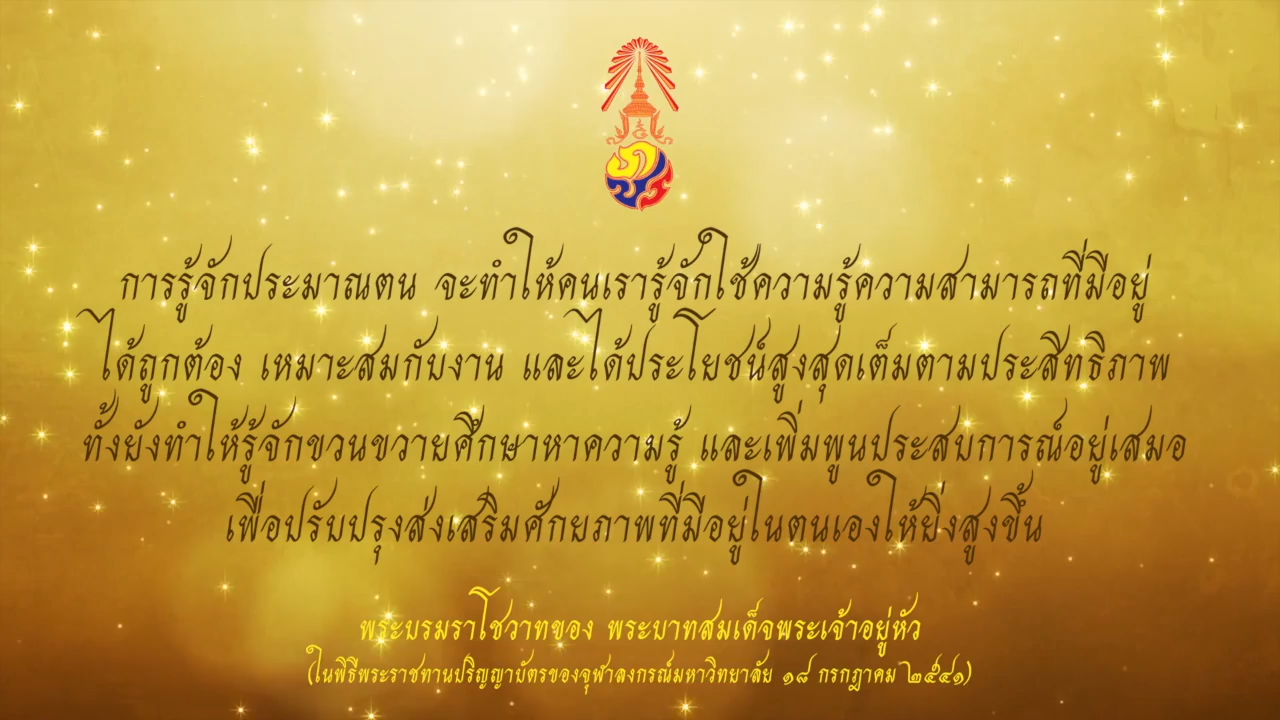 การรู้จักประมาณตน จะทำให้คนเรารู้จักใช้ความรู้ความสามารถที่มีอยู่
ได้ถูกต้อง เหมาะสมกับงาน และได้ประโยชน์สูงสุดเต็มตามประสิทธิภาพ
ทั้งยังทำให้รู้จักขวนขวายศึกษาหาความรู้ และเพิ่มพูนประสบการณ์อยู่เสมอ
เพื่อปรับปรุงส่งเสริมศักยภาพที่มีอยู่ในตนเองให้ยิ่งสูงขึ้น
พระบรมราโชวาทของ พระบาทสมเด็จพระเจ้าอยู่หัว
(ในพิธีพระราชทานปริญญาบัตรของจุฬาลงกรณ์มหาวิทยาลัย ๑๘ กรกฎาคม ๒๕๔๑)